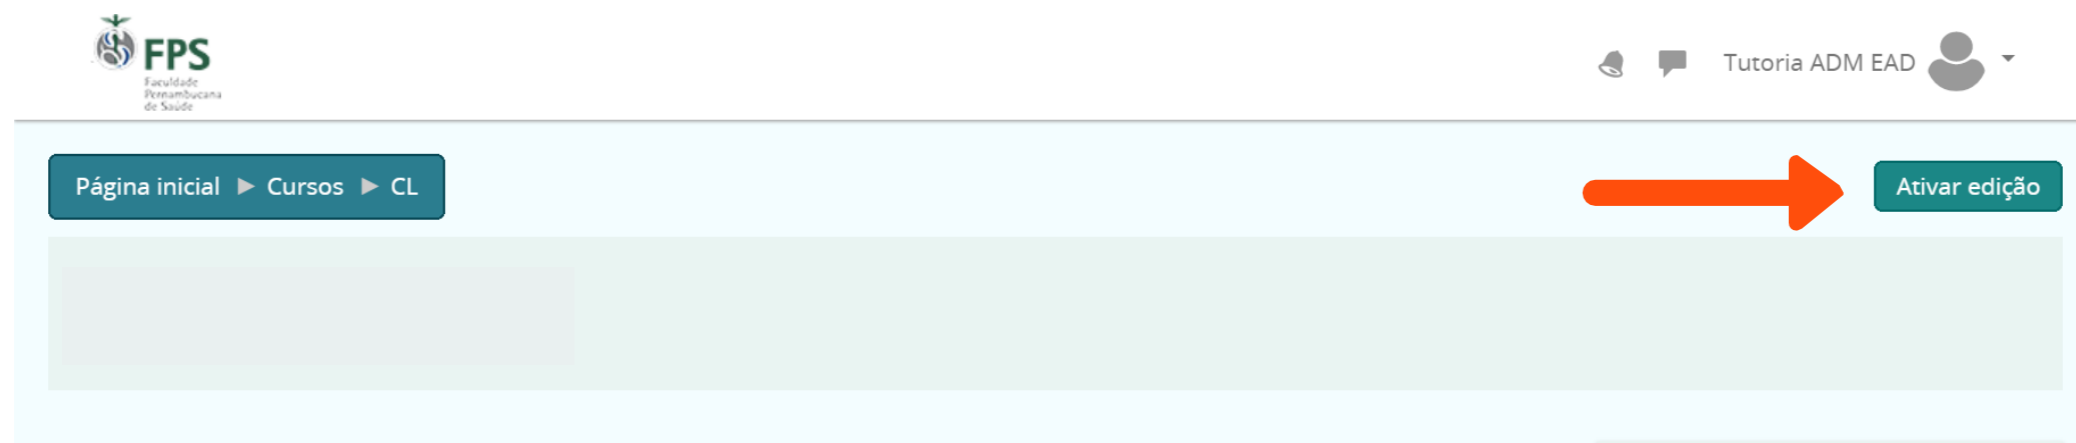 FPS
Faculdade
Pernambucana
de Saúde
Tutoria ADM EAD
Página inicial ▶ Cursos ▶ CL
Ativar edição